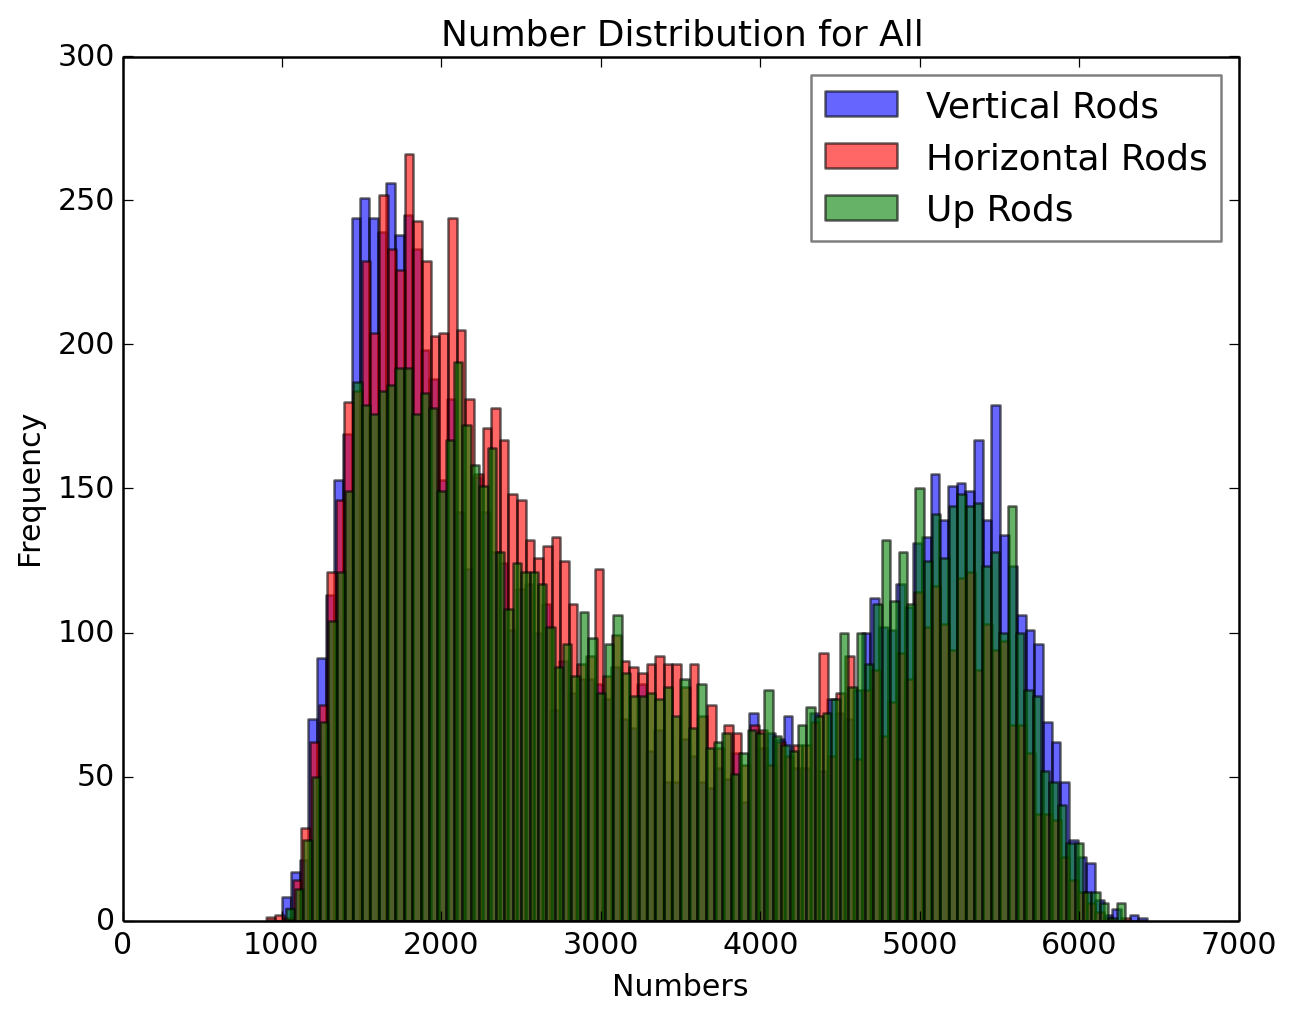 Number Distribution for All
300
250
200
150
100
50
0
Frequency
Vertical Rods
Horizontal Rods
Up Rods
0 1000 2000 3000 4000 5000 6000 7000
Numbers